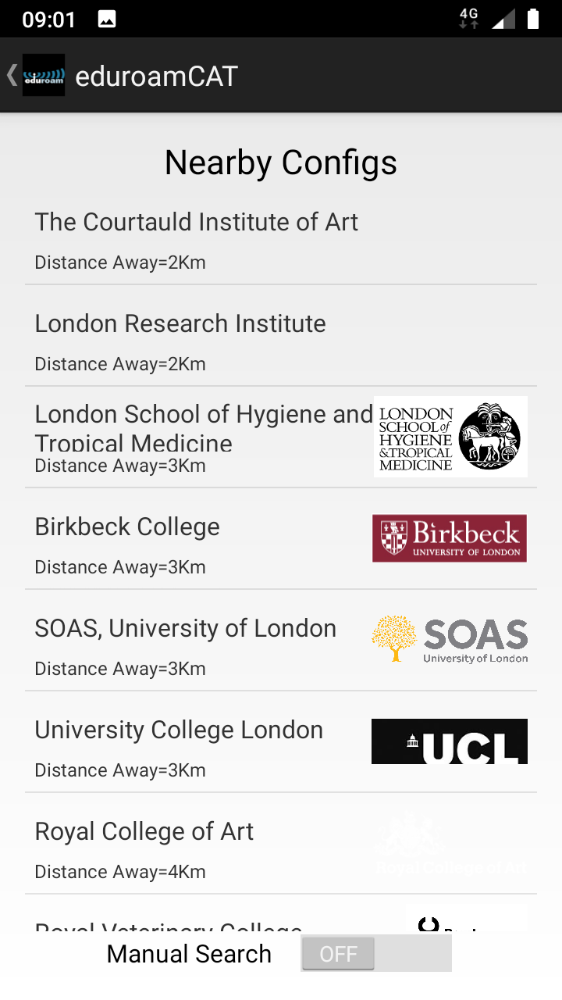 09:01
4G
eduroam
eduroamCAT
Nearby Configs
The Courtauld Institute of Art
Distance Away=2Km
London Research Institute
Distance Away=2Km
London School of Hygiene and
Tropical Medicine
Distance Away=3Km
LONDON
SCHOOL of
HYGIENE
&TROPICAL
MEDICINE
Birkbeck College
Distance Away=3Km
Birkbeck
UNIVERSITY OF LONDON
SOAS, University of London
Distance Away=3Km
SOAS
University of London
University College London
Distance Away=3Km
UCL
Royal College of Art
Distance Away=4Km
Royal College of Art
Royal Veterinary College
Manual Search
OFF